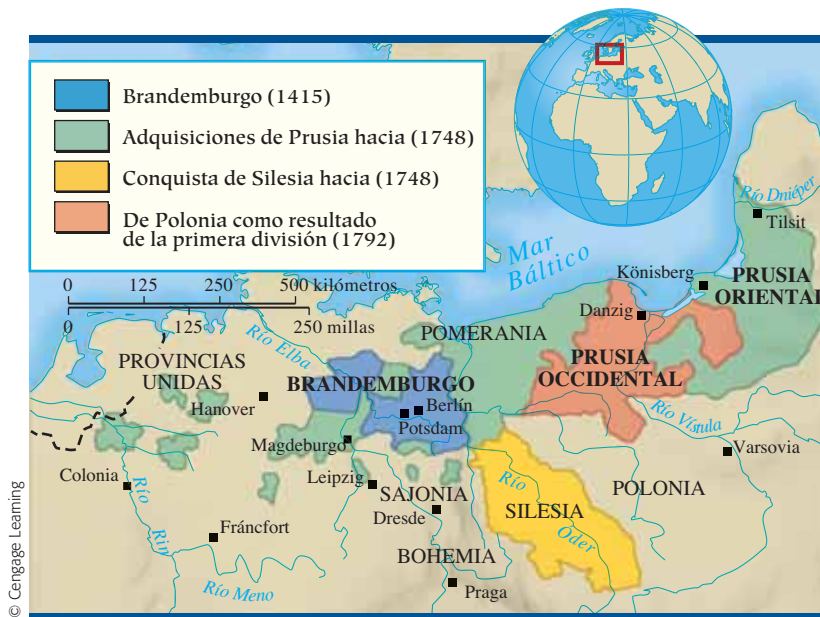 Brandemburgo (1415)
Adquisiciones de Prusia hacia (1748)
Conquista de Silesia hacia (1748)
De Polonia como resultado
de la primera división (1792)
0 125 250 500 kilómetros
0 125 250 millas
Mar
Báltico
Río Dniéper
Tilsit
Könisberg
PRUSIA
ORIENTAL
Danzig
POMERANIA
PRUSIA
OCCIDENTAL
Río Elba
PROVINCIAS
UNIDAS
BRANDEMBURGO
Hanover
Berlín
Potsdam
Río Vístula
Magdeburgo
Varsovia
Colonia
Leipzig
Río
Rin
SAJONIA
Dresde
SILESIA
Río
Oder
POLONIA
Fráncfort
BOHEMIA
Río Meno
Praga
© Cengage Learning